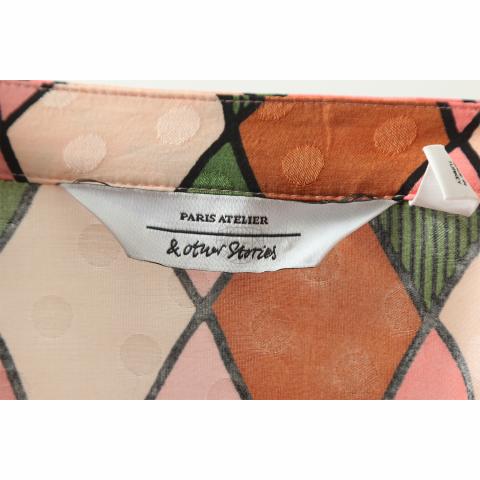 PARIS ATELIER
& other Stories